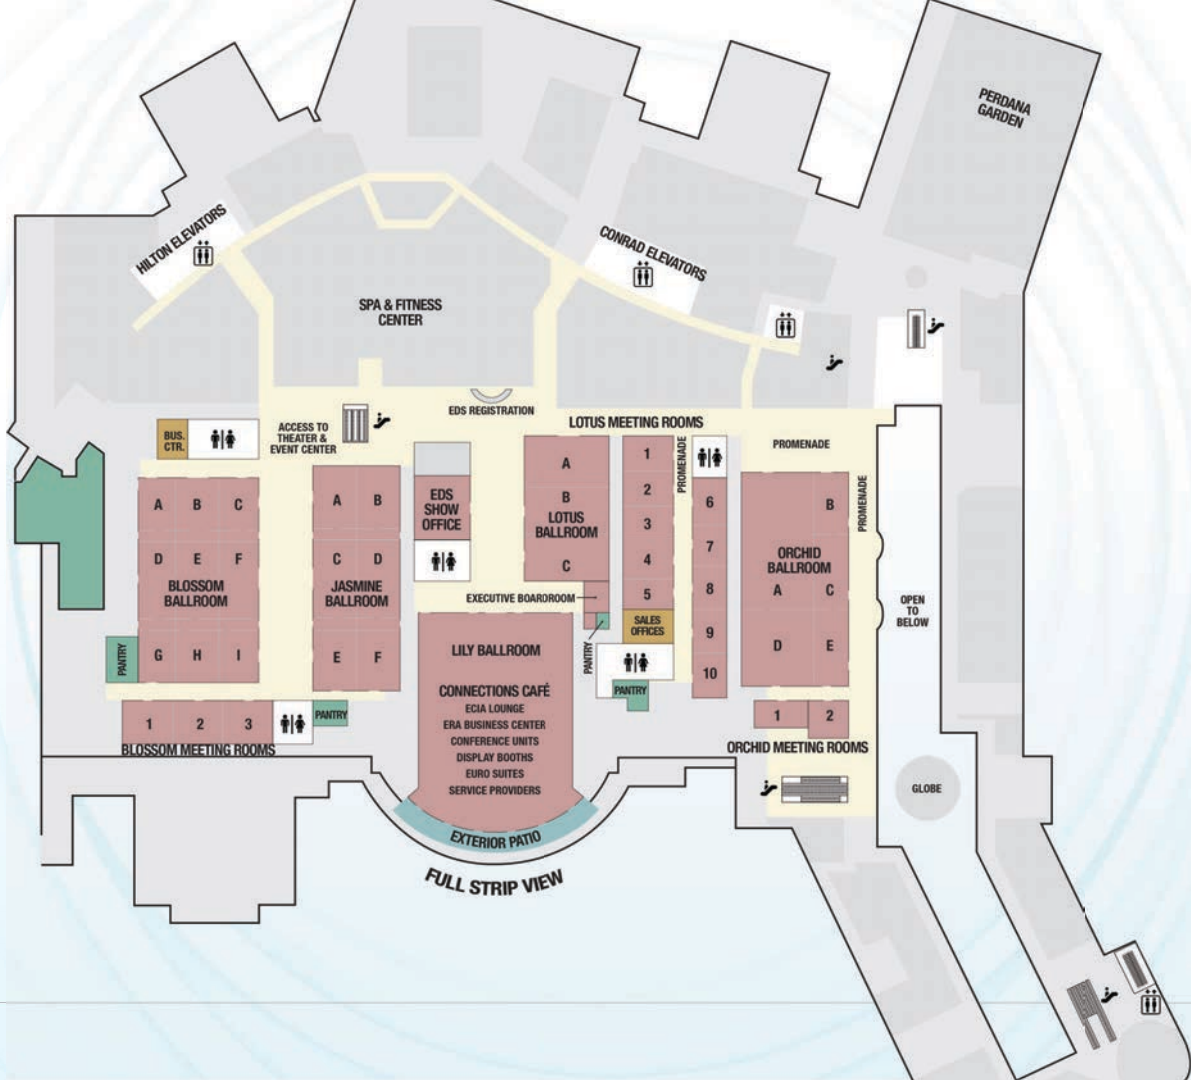 PERDANA
GARDEN
HILTON ELEVATORS
CONRAD ELEVATORS
SPA & FITNESS
CENTER
EDS REGISTRATION
BUS.
CTR.
ACCESS TO
THEATER &
EVENT CENTER
LOTUS MEETING ROOMS
PROMENADE
PROMENADE
PROMENADE
A B C
D E F
BLOSSOM
BALLROOM
G H I
PANTRY
A B
C D
JASMINE
BALLROOM
E F
EDS
SHOW
OFFICE
A
B
LOTUS
BALLROOM
C
EXECUTIVE BOARDROOM
PANTRY
1
2
3
4
5
SALES
OFFICES
PANTRY
6
7
8
9
10
B
ORCHID
BALLROOM
A C
D E
OPEN
TO
BELOW
LILY BALLROOM
CONNECTIONS CAFÉ
ECIA LOUNGE
ERA BUSINESS CENTER
CONFERENCE UNITS
DISPLAY BOOTHS
EURO SUITES
SERVICE PROVIDERS
1 2 3
PANTRY
BLOSSOM MEETING ROOMS
1 2
ORCHID MEETING ROOMS
GLOBE
EXTERIOR PATIO
FULL STRIP VIEW